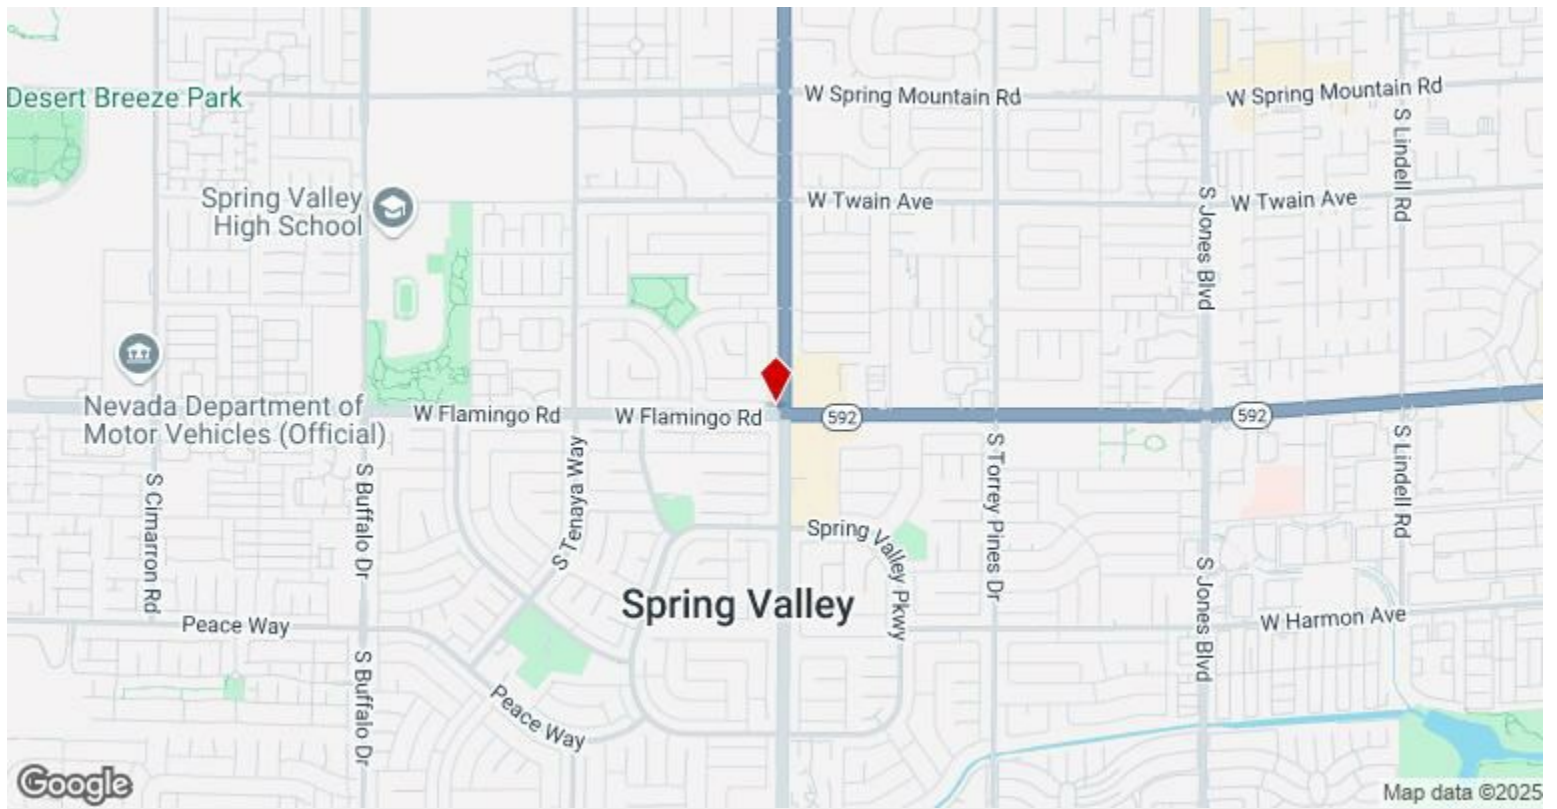 Desert Breeze Park
W Spring Mountain Rd
W Spring Mountain Rd
S Lindell Rd
Spring Valley
High School
W Twain Ave
S Jones Blvd
W Twain Ave
Nevada Department of
Motor Vehicles (Official)
W Flamingo Rd
W Flamingo Rd
592
592
S Cimarron Rd
S Buffalo Dr
S Tenaya Way
S Torrey Pines Dr
S Lindell Rd
Spring Valley Pkwy
S Jones Blvd
Spring Valley
Peace Way
W Harmon Ave
S Buffalo Dr
Peace Way
Google
Map data ©2025